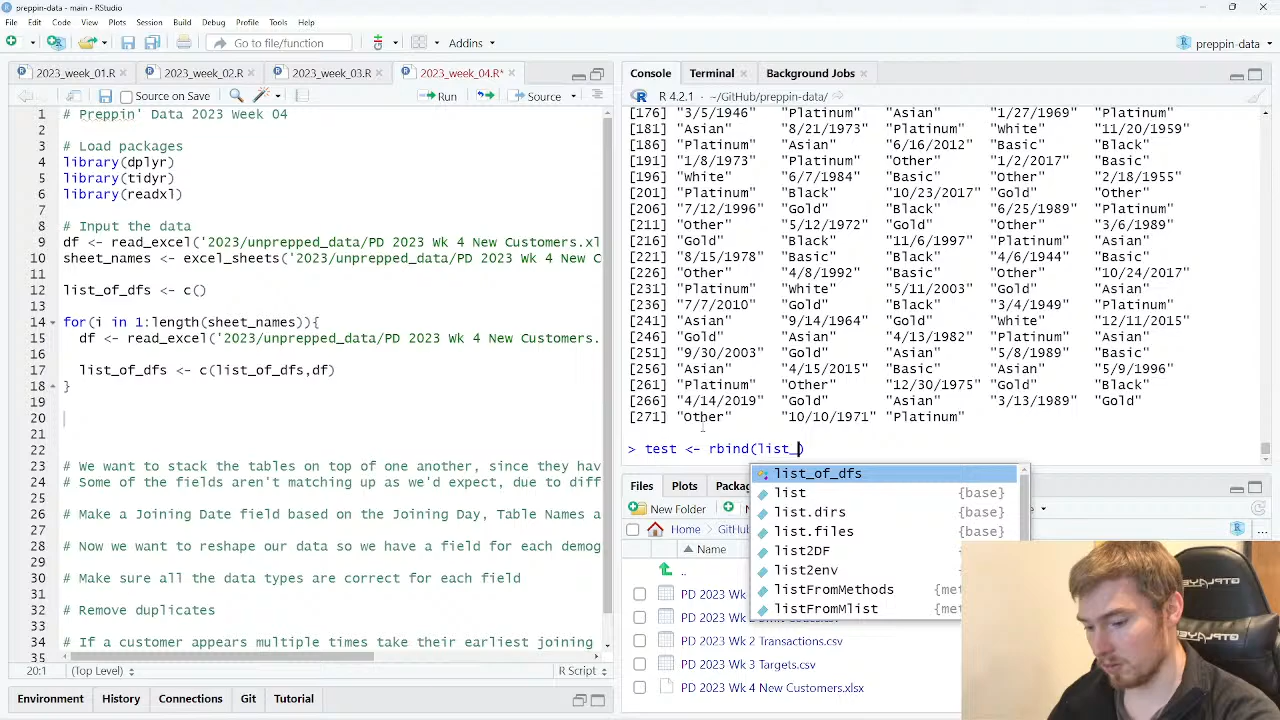 preppin-data - main - RStudio
File Edit Code View Plots Session Build Debug Profile Tools Help
Go to file/function
Addins
preppin-data
2023_week_01.R
2023_week_02.R
2023_week_03.R
2023_week_04.R*
Source on Save
Run
Source
1 # Preppin' Data 2023 Week 04
2
3 # Load packages
4 library(dplyr)
5 library(tidyr)
6 library(readxl)
7
8 # Input the data
9 df <- read_excel('2023/unprepped_data/PD 2023 Wk 4 New Customers.xl
10 sheet_names <- excel_sheets('2023/unprepped_data/PD 2023 Wk 4 New C
11
12 list_of_dfs <- c()
13
14 for(i in 1:length(sheet_names)){
15 df <- read_excel('2023/unprepped_data/PD 2023 Wk 4 New Customers.
16
17 list_of_dfs <- c(list_of_dfs,df)
18 }
19
20
21
22
23 # We want to stack the tables on top of one another, since they hav
24 # Some of the fields aren't matching up as we'd expect, due to diff
25
26 # Make a Joining Date field based on the Joining Day, Table Names a
27
28 # Now we want to reshape our data so we have a field for each demog
29
30 # Make sure all the data types are correct for each field
31
32 # Remove duplicates
33
34 # If a customer appears multiple times take their earliest joining
35
20:1 (Top Level) R Script
Environment History Connections Git Tutorial
Console Terminal Background Jobs
R 4.2.1 · ~/GitHub/preppin-data/
[176] "3/5/1946" "Platinum" "Asian" "1/27/1969" "Platinum"
[181] "Asian" "8/21/1973" "Platinum" "White" "11/20/1959"
[186] "Platinum" "Asian" "6/16/2012" "Basic" "Black"
[191] "1/8/1973" "Platinum" "Other" "1/2/2017" "Basic"
[196] "White" "6/7/1984" "Basic" "Other" "2/18/1955"
[201] "Platinum" "Black" "10/23/2017" "Gold" "Other"
[206] "7/12/1996" "Gold" "Black" "6/25/1989" "Platinum"
[211] "Other" "5/12/1972" "Gold" "Other" "3/6/1989"
[216] "Gold" "Black" "11/6/1997" "Platinum" "Asian"
[221] "8/15/1978" "Basic" "Black" "4/6/1944" "Basic"
[226] "Other" "4/8/1992" "Basic" "Other" "10/24/2017"
[231] "Platinum" "White" "5/11/2003" "Gold" "Asian"
[236] "7/7/2010" "Gold" "Black" "3/4/1949" "Platinum"
[241] "Asian" "9/14/1964" "Gold" "White" "12/11/2015"
[246] "Gold" "Asian" "4/13/1982" "Platinum" "Asian"
[251] "9/30/2003" "Gold" "Asian" "5/8/1989" "Basic"
[256] "Asian" "4/15/2015" "Basic" "Asian" "5/9/1996"
[261] "Platinum" "Other" "12/30/1975" "Gold" "Black"
[266] "4/14/2019" "Gold" "Asian" "3/13/1989" "Gold"
[271] "Other" "10/10/1971" "Platinum"
> test <- rbind(list_)
list_of_dfs
list {base}
list.dirs {base}
list.files {base}
list2DF
list2env
listFromMethods {met
listFromMlist {met
Files Plots Packag
New Folder
Home GitHu
Name
..
PD 2023 Wk
PD 2023 Wk
PD 2023 Wk 2 Transactions.csv
PD 2023 Wk 3 Targets.csv
PD 2023 Wk 4 New Customers.xlsx
GTPLAYER